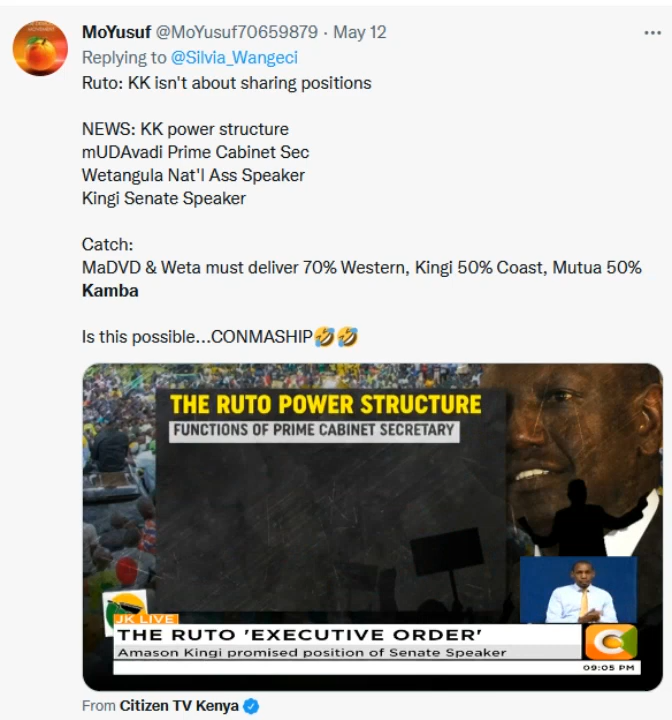 MoYusuf @MoYusuf70659879 · May 12
Replying to @Silvia_Wangeci
Ruto: KK isn't about sharing positions
NEWS: KK power structure
mUDAvadi Prime Cabinet Sec
Wetangula Nat'l Ass Speaker
Kingi Senate Speaker
Catch:
MaDVD & Weta must deliver 70% Western, Kingi 50% Coast, Mutua 50%
Kamba
Is this possible...CONMASHIP🤣🤣
THE RUTO POWER STRUCTURE
FUNCTIONS OF PRIME CABINET SECRETARY
JK LIVE
THE RUTO 'EXECUTIVE ORDER'
Amason Kingi promised position of Senate Speaker
09:05 PM
From Citizen TV Kenya